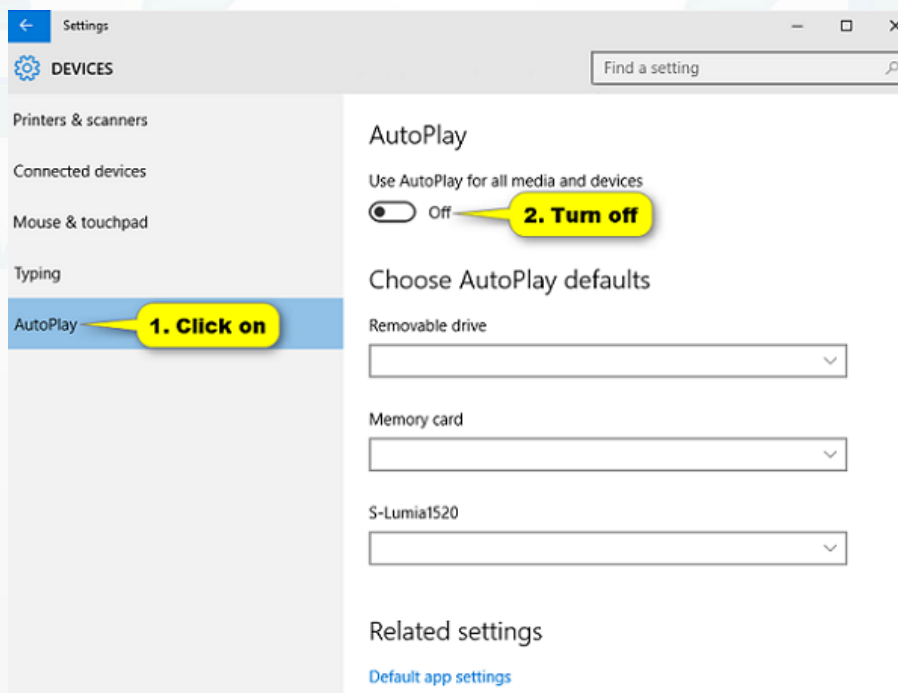 Settings
DEVICES
Find a setting
Printers & scanners
Connected devices
Mouse & touchpad
Typing
AutoPlay
1. Click on
AutoPlay
Use AutoPlay for all media and devices
Off
2. Turn off
Choose AutoPlay defaults
Removable drive
Memory card
S-Lumia1520
Related settings
Default app settings